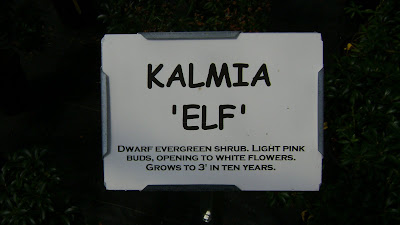 KALMIA
'ELF'
DWARF EVERGREEN SHRUB. LIGHT PINK
BUDS, OPENING TO WHITE FLOWERS.
GROWS TO 3' IN TEN YEARS.